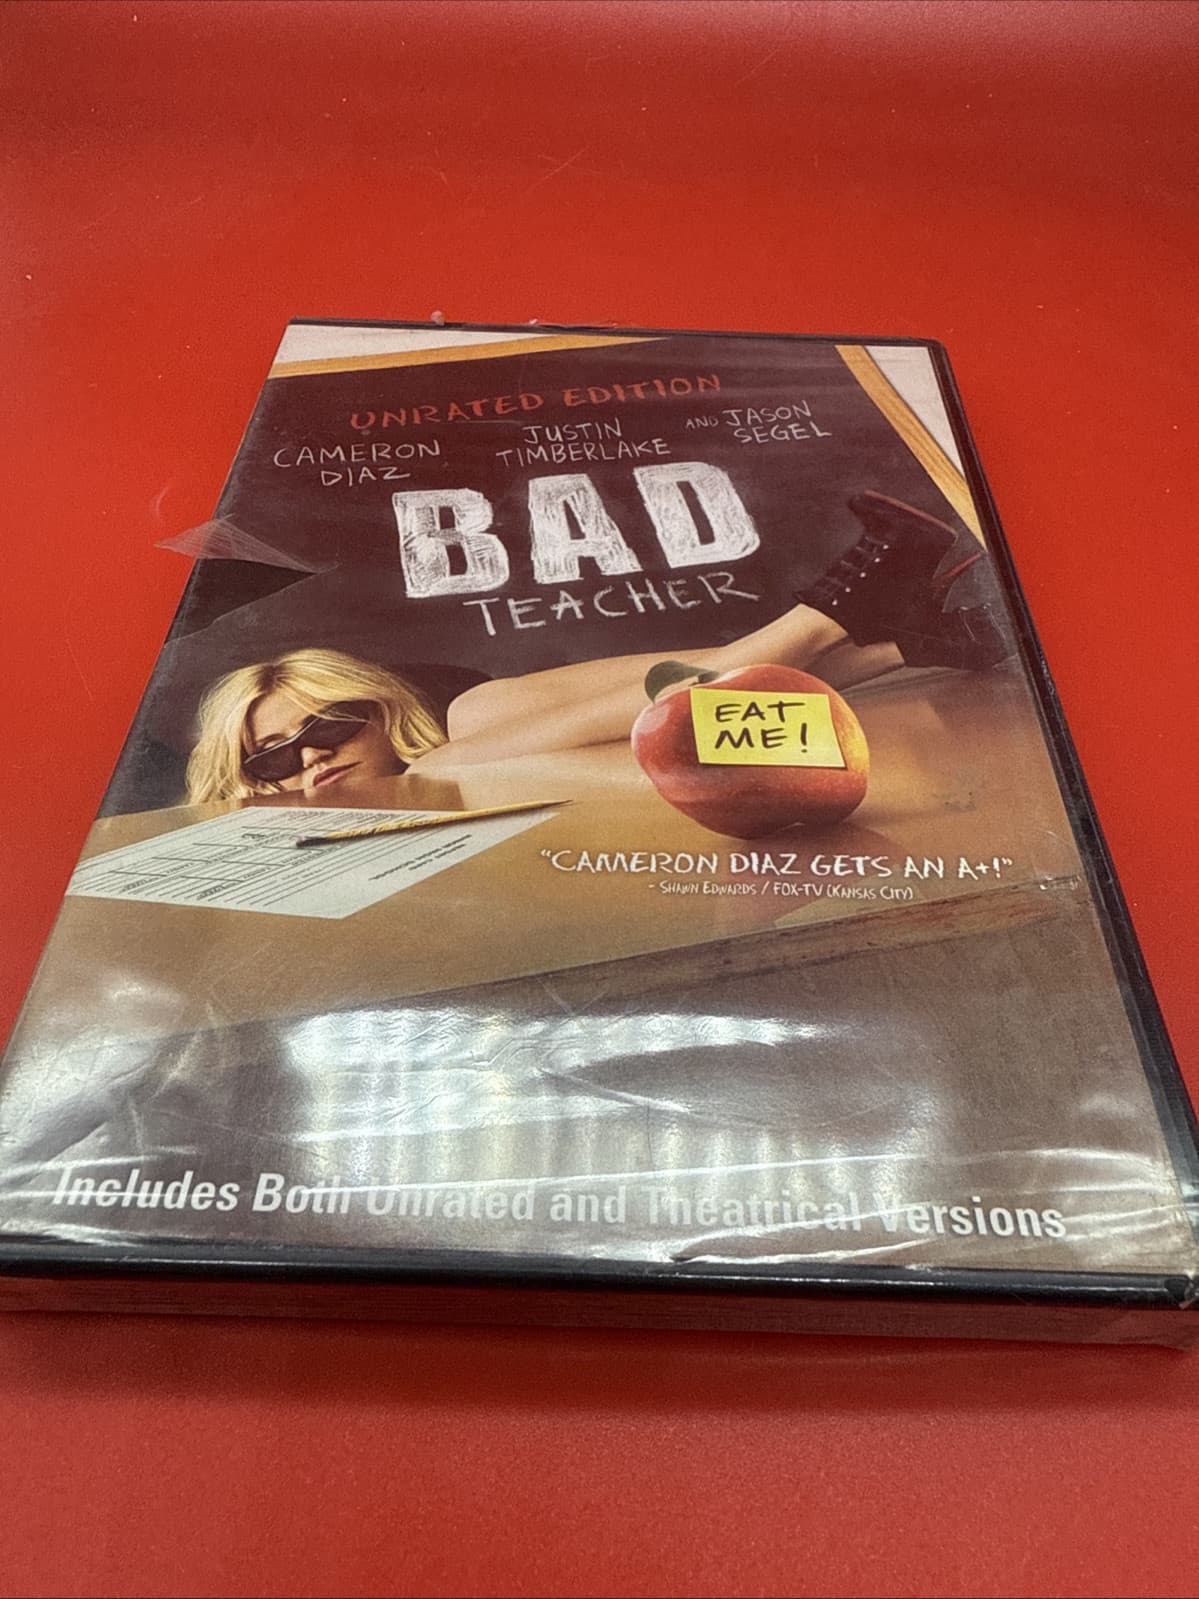 UNRATED EDITION
CAMERON
DIAZ
JUSTIN
TIMBERLAKE
AND JASON
SEGEL
BAD
TEACHER
EAT
ME!
"CAMERON DIAZ GETS AN A+!"
- SHAWN EDWARDS / FOX-TV (KANSAS CITY)
Includes Both Unrated and Theatrical Versions